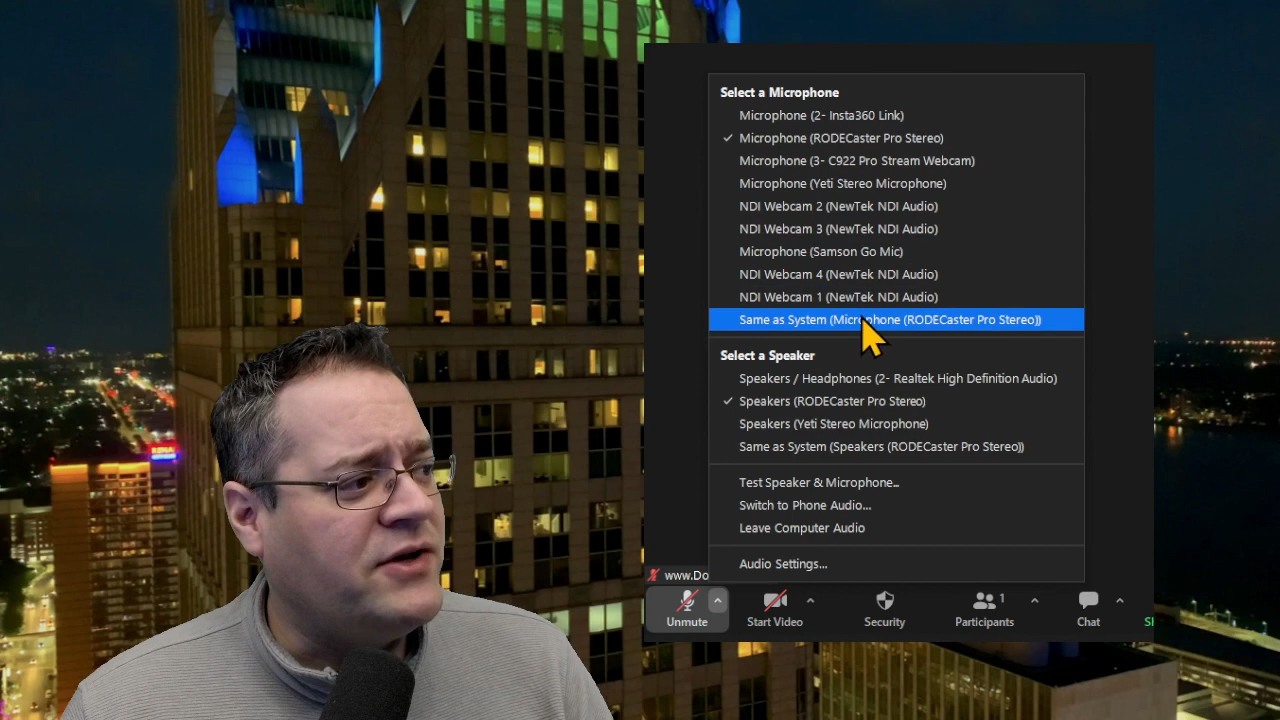 Select a Microphone
Microphone (2- Insta360 Link)
Microphone (RODECaster Pro Stereo)
Microphone (3- C922 Pro Stream Webcam)
Microphone (Yeti Stereo Microphone)
NDI Webcam 2 (NewTek NDI Audio)
NDI Webcam 3 (NewTek NDI Audio)
Microphone (Samson Go Mic)
NDI Webcam 4 (NewTek NDI Audio)
NDI Webcam 1 (NewTek NDI Audio)
Same as System (Microphone (RODECaster Pro Stereo))
Select a Speaker
Speakers / Headphones (2- Realtek High Definition Audio)
Speakers (RODECaster Pro Stereo)
Speakers (Yeti Stereo Microphone)
Same as System (Speakers (RODECaster Pro Stereo))
Test Speaker & Microphone...
Switch to Phone Audio...
Leave Computer Audio
Audio Settings...
www.Do
1
Unmute
Start Video
Security
Participants
Chat